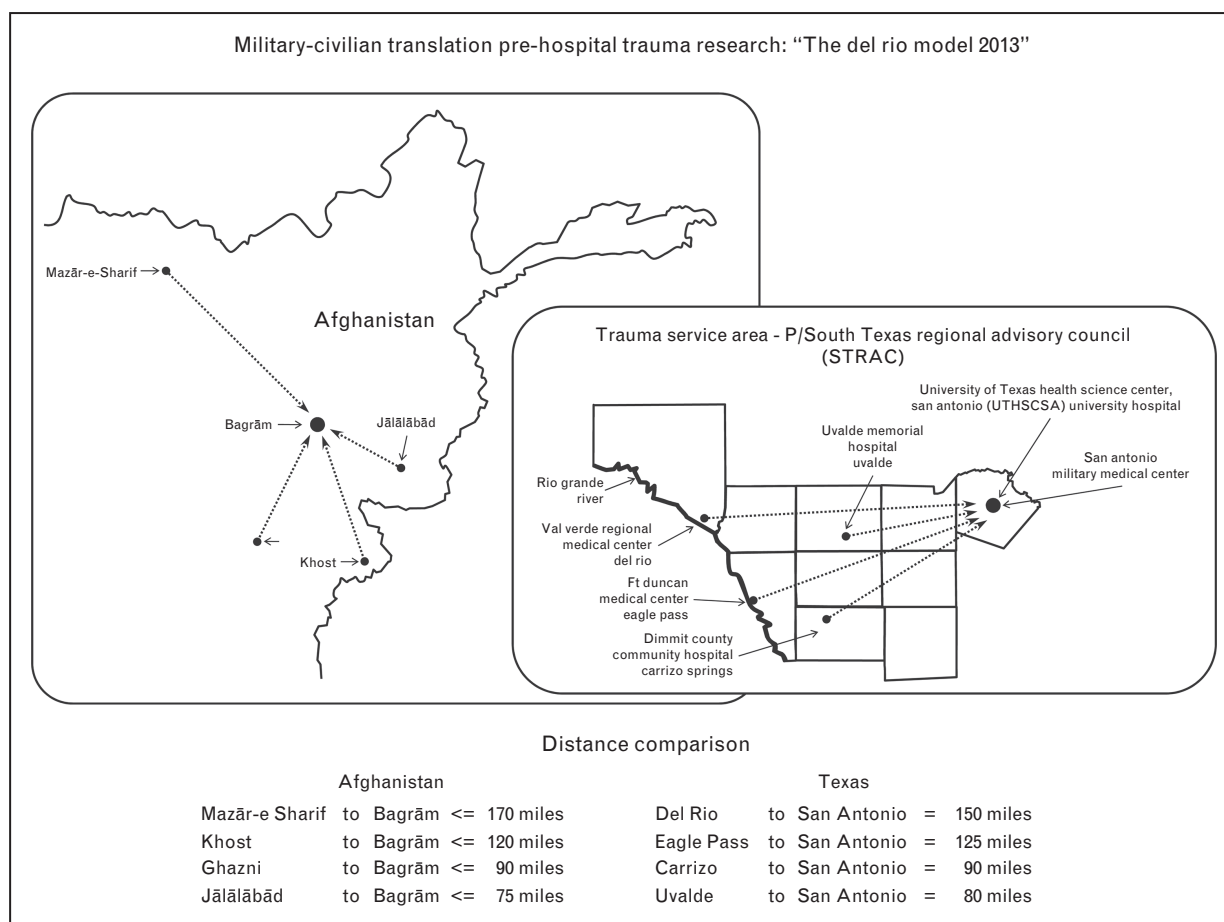 Military-civilian translation pre-hospital trauma research: “The del rio model 2013”
Mazār-e-Sharif
Afghanistan
Bagrām
Jālālābād
Khost
Trauma service area - P/South Texas regional advisory council
(STRAC)
University of Texas health science center,
san antonio (UTHSCSA) university hospital
Uvalde memorial
hospital
uvalde
San antonio
military medical center
Rio grande
river
Val verde regional
medical center
del rio
Ft duncan
medical center
eagle pass
Dimmit county
community hospital
carrizo springs
Distance comparison
Afghanistan
Mazār-e Sharif to Bagrām <= 170 miles
Khost to Bagrām <= 120 miles
Ghazni to Bagrām <= 90 miles
Jālālābād to Bagrām <= 75 miles
Texas
Del Rio to San Antonio = 150 miles
Eagle Pass to San Antonio = 125 miles
Carrizo to San Antonio = 90 miles
Uvalde to San Antonio = 80 miles